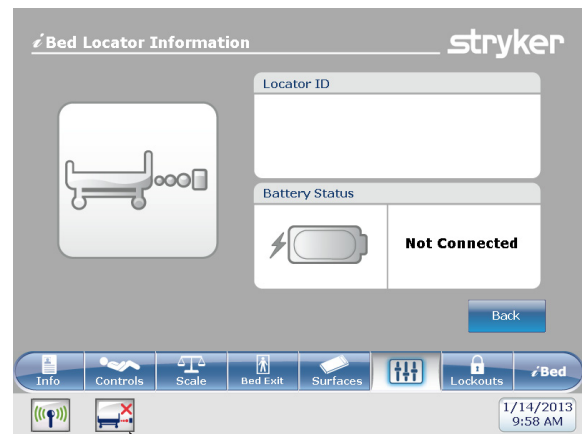 iBed Locator Information
stryker
Locator ID
Battery Status
Not Connected
Back
Info
Controls
Scale
Bed Exit
Surfaces
Lockouts
iBed
1/14/2013
9:58 AM